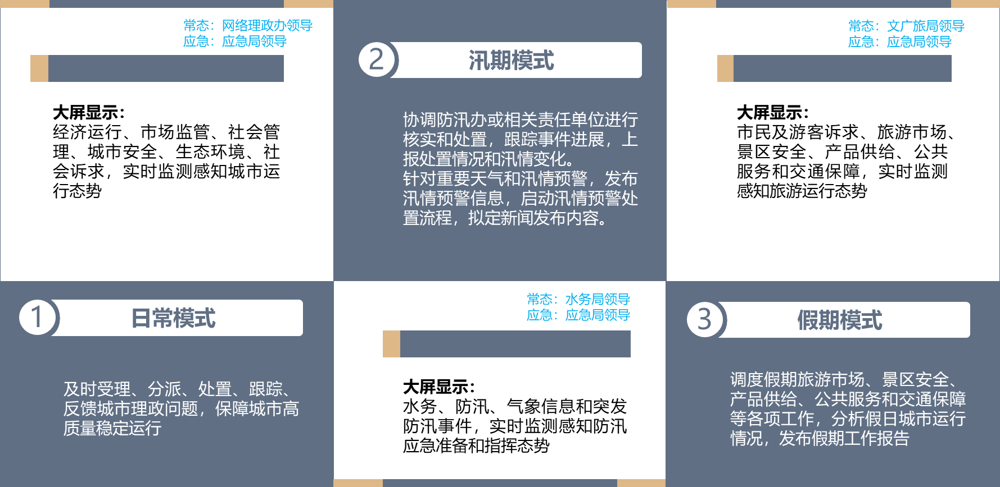 常态：网络理政办领导
应急：应急局领导
大屏显示：
经济运行、市场监管、社会管
理、城市安全、生态环境、社
会诉求，实时监测感知城市运
行态势
1
日常模式
及时受理、分派、处置、跟踪、
反馈城市理政问题，保障城市高
质量稳定运行
2
汛期模式
协调防汛办或相关责任单位进行
核实和处置，跟踪事件进展，上
报处置情况和汛情变化。
针对重要天气和汛情预警，发布
汛情预警信息，启动汛情预警处
置流程，拟定新闻发布内容。
常态：水务局领导
应急：应急局领导
大屏显示：
水务、防汛、气象信息和突发
防汛事件，实时监测感知防汛
应急准备和指挥态势
常态：文广旅局领导
应急：应急局领导
大屏显示：
市民及游客诉求、旅游市场、
景区安全、产品供给、公共
服务和交通保障，实时监测
感知旅游运行态势
3
假期模式
调度假期旅游市场、景区安全、
产品供给、公共服务和交通保障
等各项工作，分析假日城市运行
情况，发布假期工作报告